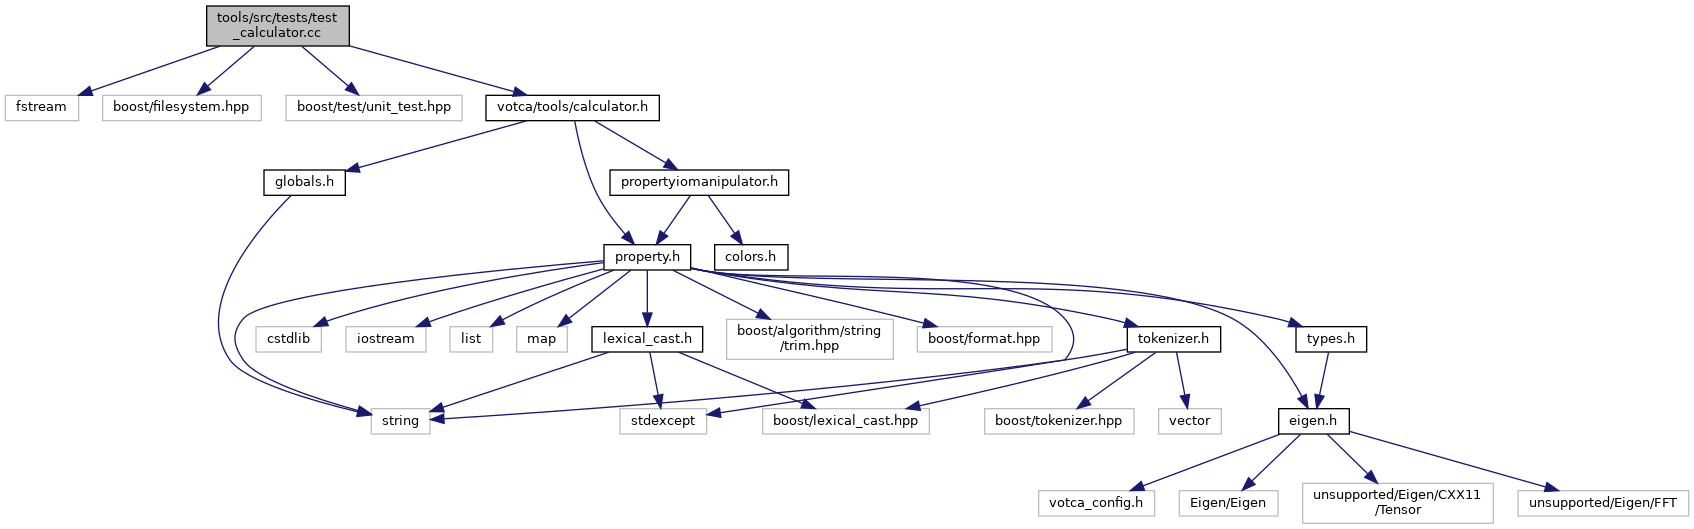 tools/src/tests/test
_calculator.cc
fstream
boost/filesystem.hpp
boost/test/unit_test.hpp
votca/tools/calculator.h
globals.h
propertyiomanipulator.h
property.h
colors.h
cstdlib
iostream
list
map
lexical_cast.h
boost/algorithm/string
/trim.hpp
boost/format.hpp
tokenizer.h
types.h
string
stdexcept
boost/lexical_cast.hpp
boost/tokenizer.hpp
vector
eigen.h
votca_config.h
Eigen/Eigen
unsupported/Eigen/CXX11
/Tensor
unsupported/Eigen/FFT